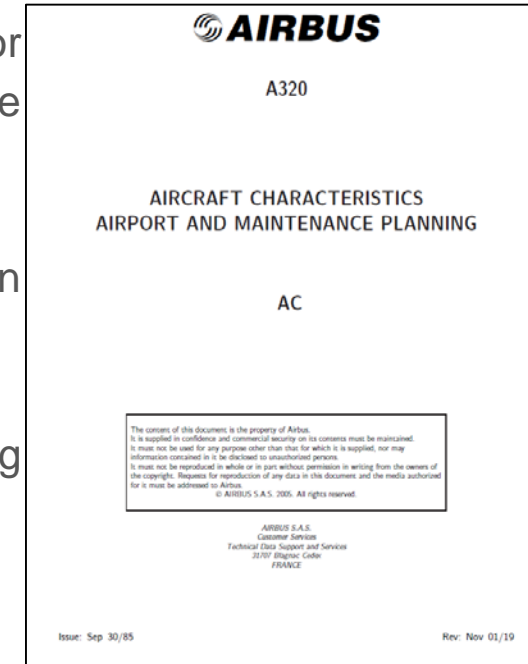 or
e
n
g
AIRBUS
A320
AIRCRAFT CHARACTERISTICS
AIRPORT AND MAINTENANCE PLANNING
AC
The content of this document is the property of Airbus.
It is supplied in confidence and commercial security on its contents must be maintained.
It must not be used for any purpose other than that for which it is supplied, nor may
information contained in it be disclosed to unauthorized persons.
It must not be reproduced in whole or in part without permission in writing from the owners of
the copyright. Requests for reproduction of any data in this document and the media authorized
for it must be addressed to Airbus.
© AIRBUS S.A.S. 2005. All rights reserved.
AIRBUS S.A.S.
Customer Services
Technical Data Support and Services
31707 Blagnac Cedex
FRANCE
Issue: Sep 30/85
Rev: Nov 01/19